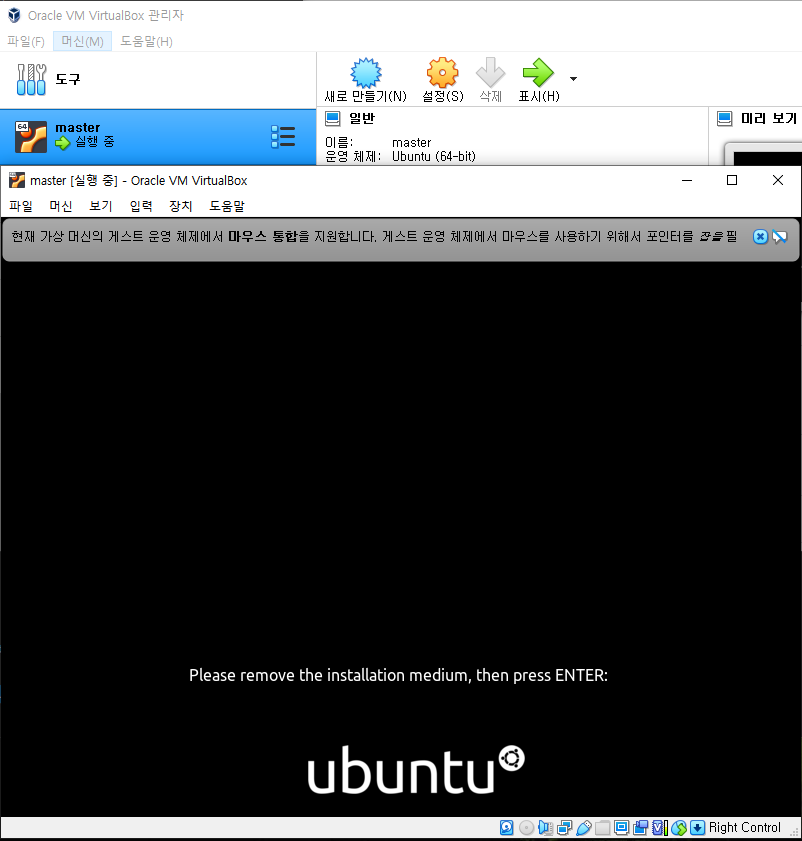 Oracle VM VirtualBox 관리자
파일(F) 머신(M) 도움말(H)
도구
새로 만들기(N) 설정(S) 삭제 표시(H)
64
master
실행 중
일반
미리 보기
이름: master
운영 체제: Ubuntu (64-bit)
master [실행 중] - Oracle VM VirtualBox
파일 머신 보기 입력 장치 도움말
현재 가상 머신의 게스트 운영 체제에서 마우스 통합을 지원합니다. 게스트 운영 체제에서 마우스를 사용하기 위해서 포인터를 잡을 필
Please remove the installation medium, then press ENTER:
ubuntu
Right Control